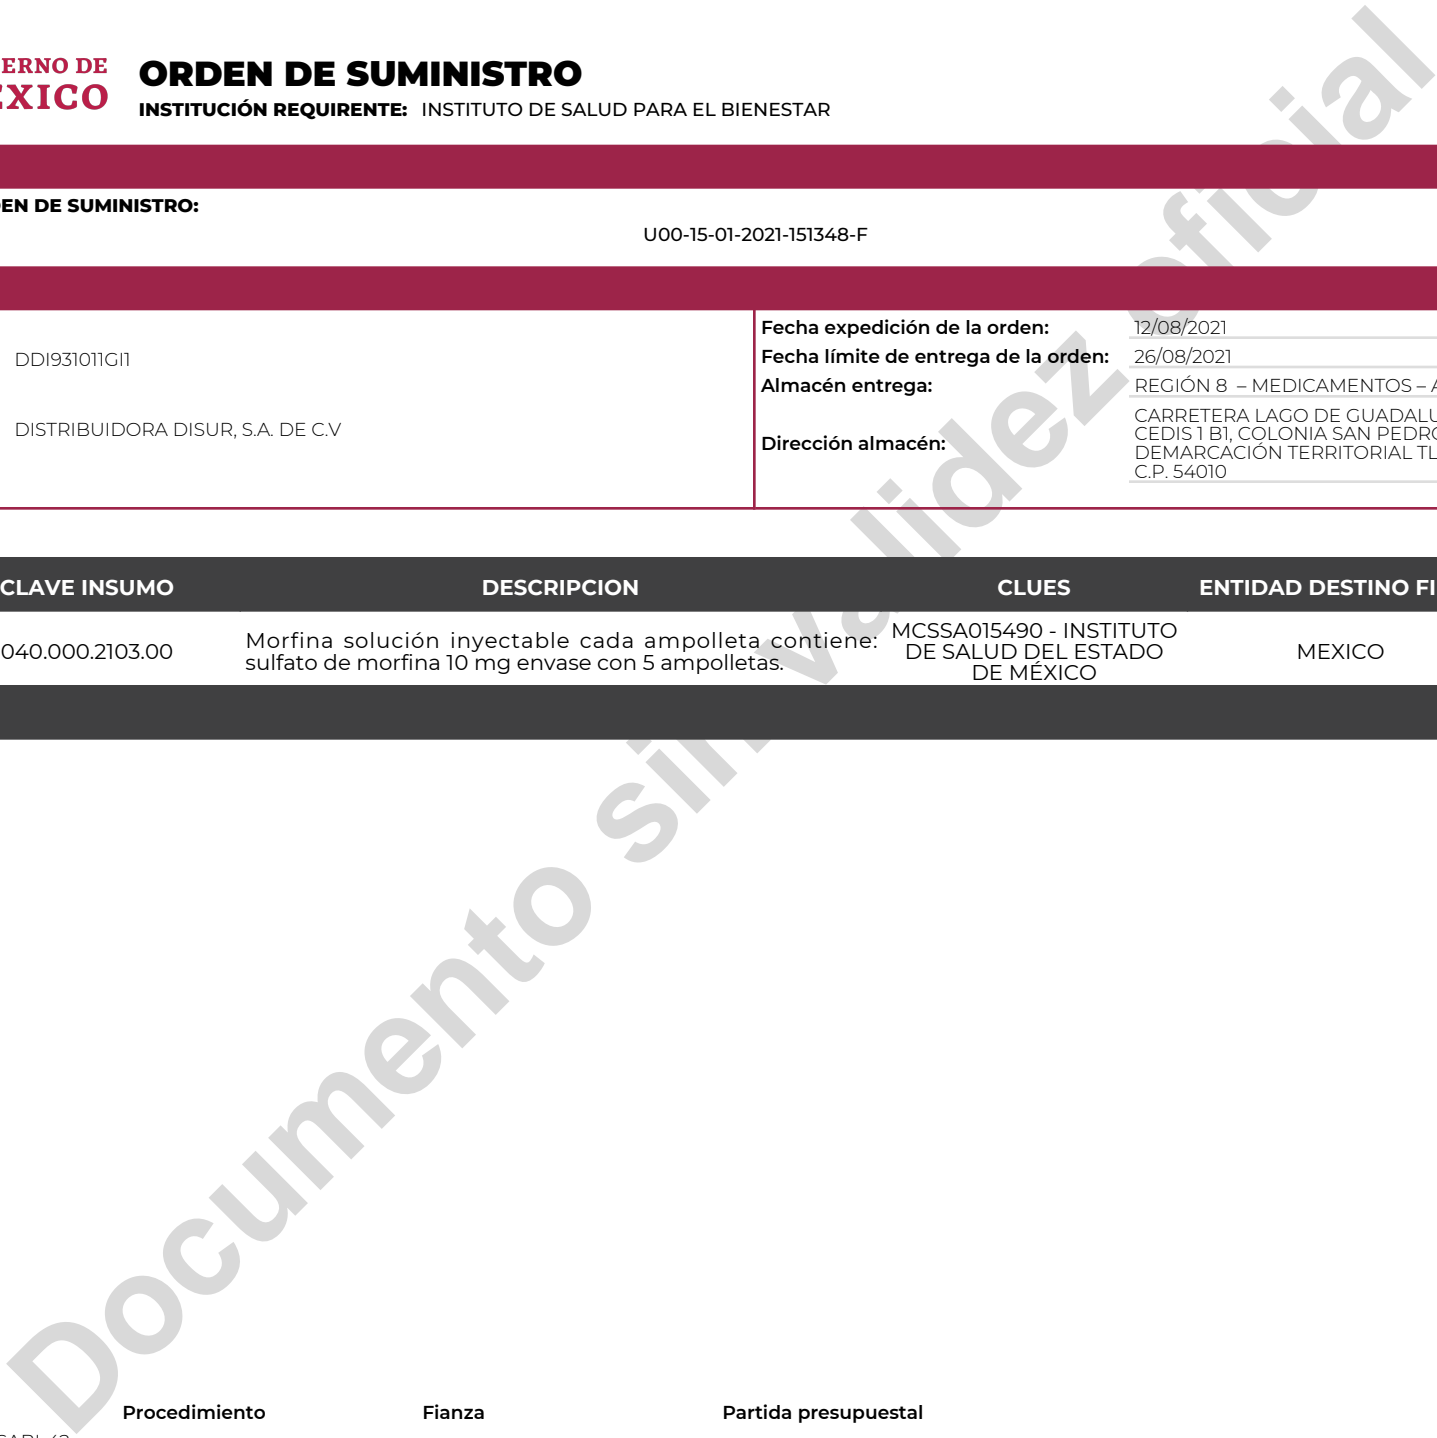 ERNO DE
ORDEN DE SUMINISTRO
EXICO
INSTITUCIÓN REQUIRENTE: INSTITUTO DE SALUD PARA EL BIENESTAR
EN DE SUMINISTRO:
U00-15-01-2021-151348-F
DDI931011GI1
DISTRIBUIDORA DISUR, S.A. DE C.V
Fecha expedición de la orden: 12/08/2021
Fecha límite de entrega de la orden: 26/08/2021
Almacén entrega: REGIÓN 8 – MEDICAMENTOS – A
Dirección almacén:
CARRETERA LAGO DE GUADALU
CEDIS 1 B1, COLONIA SAN PEDRO
DEMARCACIÓN TERRITORIAL TL
C.P. 54010
CLAVE INSUMO DESCRIPCION CLUES ENTIDAD DESTINO FI
040.000.2103.00
Morfina solución inyectable cada ampolleta contiene:
sulfato de morfina 10 mg envase con 5 ampolletas.
MCSSA015490 - INSTITUTO
DE SALUD DEL ESTADO
DE MÉXICO
MEXICO
Documento sin validez oficial
Procedimiento Fianza Partida presupuestal